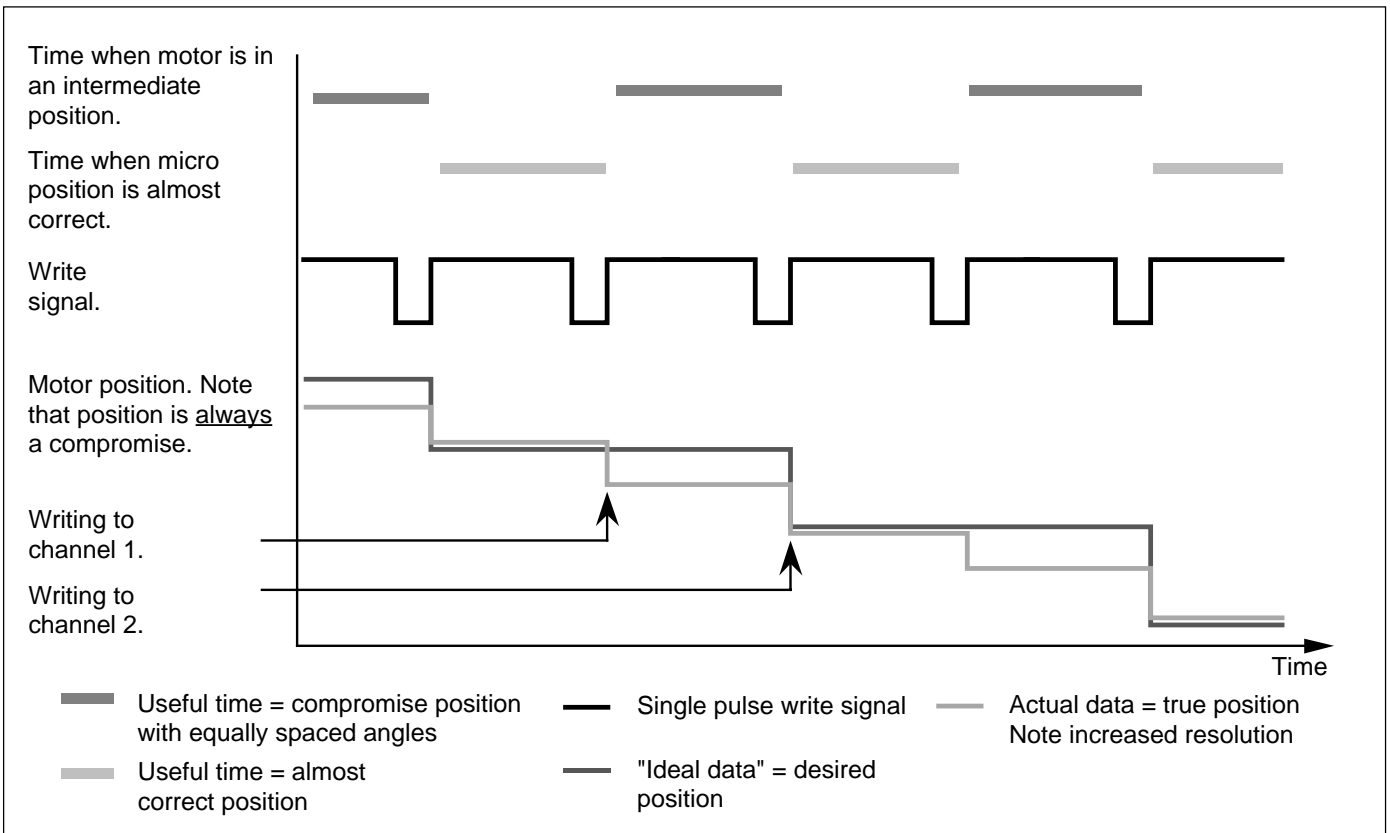 Time when motor is in
an intermediate
position.
Time when micro
position is almost
correct.
Write
signal.
Motor position. Note
that position is always
a compromise.
Writing to
channel 1.
Writing to
channel 2.
Time
Useful time = compromise position
with equally spaced angles
Single pulse write signal
Actual data = true position
Note increased resolution
Useful time = almost
correct position
"Ideal data" = desired
position